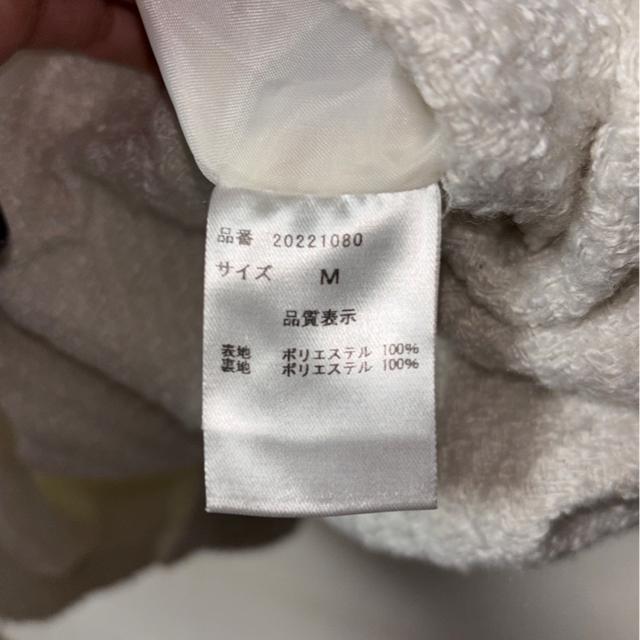 品番 20221080
サイズ M
品質表示
表地 ポリエステル 100%
裏地 ポリエステル 100%